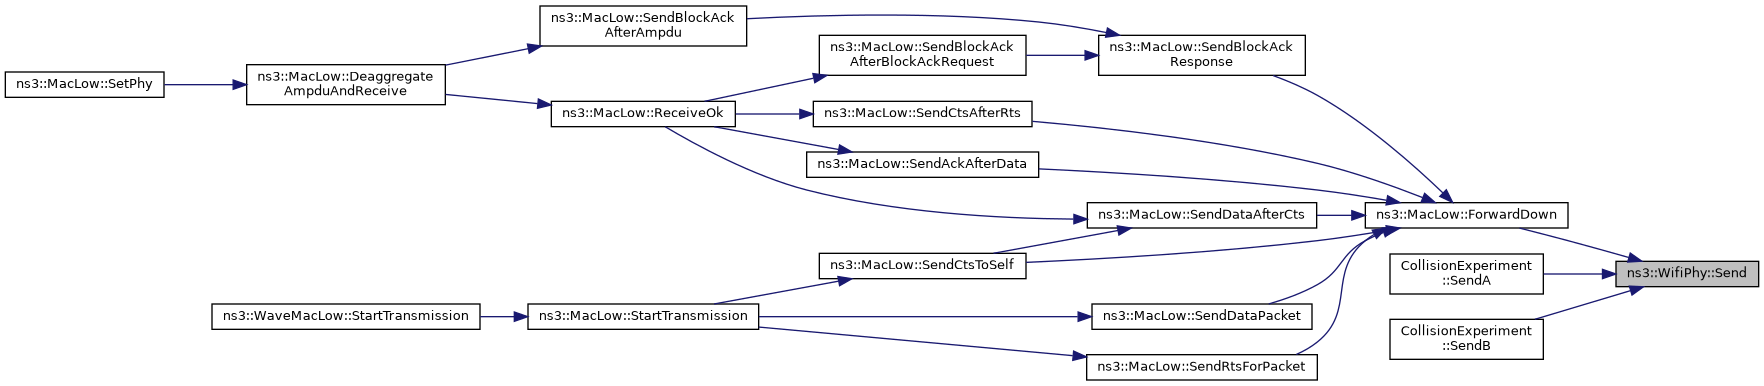 ns3::MacLow::SendBlockAck
AfterAmpdu
ns3::MacLow::SendBlockAck
AfterBlockAckRequest
ns3::MacLow::SendBlockAck
Response
ns3::MacLow::SetPhy
ns3::MacLow::Deaggregate
AmpduAndReceive
ns3::MacLow::ReceiveOk
ns3::MacLow::SendCtsAfterRts
ns3::MacLow::SendAckAfterData
ns3::MacLow::SendDataAfterCts
ns3::MacLow::ForwardDown
ns3::MacLow::SendCtsToSelf
CollisionExperiment
::SendA
ns3::WifiPhy::Send
ns3::WaveMacLow::StartTransmission
ns3::MacLow::StartTransmission
ns3::MacLow::SendDataPacket
CollisionExperiment
::SendB
ns3::MacLow::SendRtsForPacket